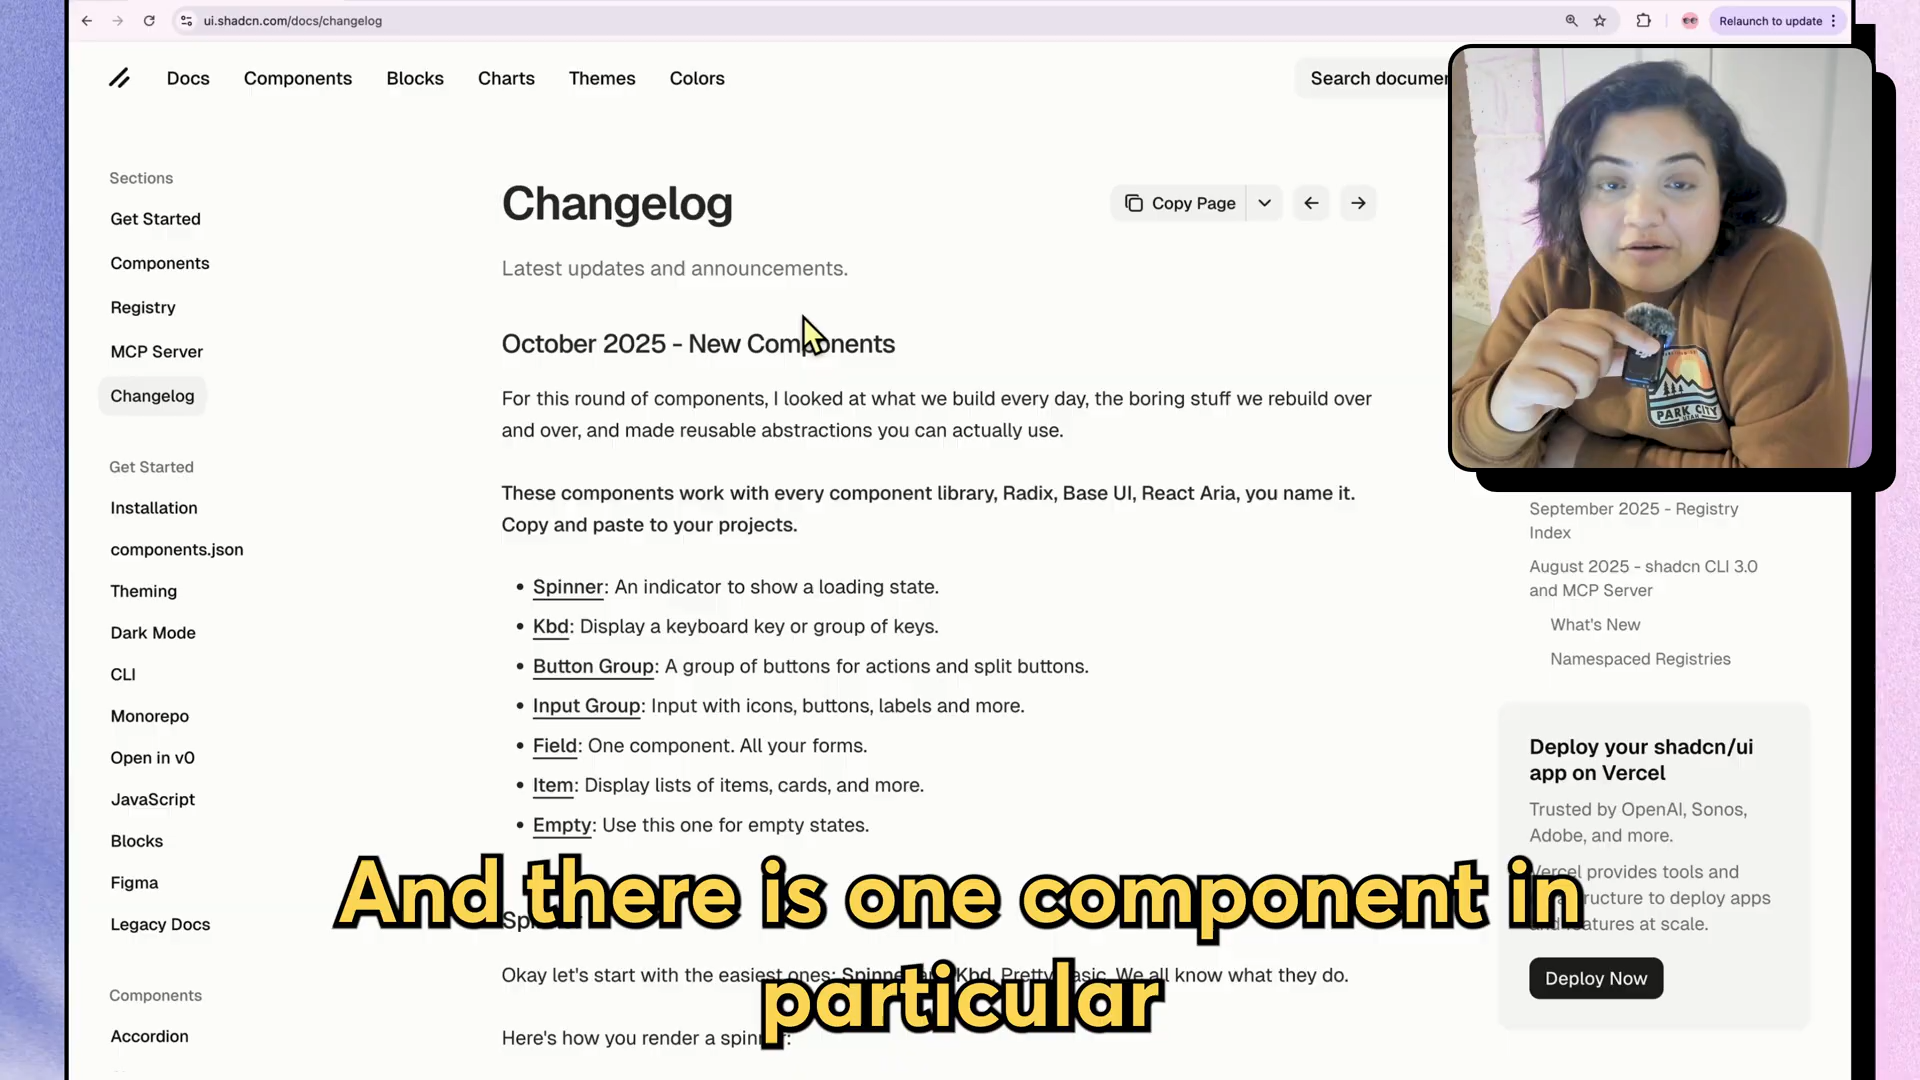 ui.shadcn.com/docs/changelog
Relaunch to update
Docs
Components
Blocks
Charts
Themes
Colors
Search documen
Sections
Get Started
Components
Registry
MCP Server
Changelog
Get Started
Installation
components.json
Theming
Dark Mode
CLI
Monorepo
Open in v0
JavaScript
Blocks
Figma
Legacy Docs
Components
Accordion
Changelog
Copy Page
Latest updates and announcements.
October 2025 - New Components
For this round of components, I looked at what we build every day, the boring stuff we rebuild over
and over, and made reusable abstractions you can actually use.
These components work with every component library, Radix, Base UI, React Aria, you name it.
Copy and paste to your projects.
• Spinner: An indicator to show a loading state.
• Kbd: Display a keyboard key or group of keys.
• Button Group: A group of buttons for actions and split buttons.
• Input Group: Input with icons, buttons, labels and more.
• Field: One component. All your forms.
• Item: Display lists of items, cards, and more.
• Empty: Use this one for empty states.
Okay let's start with the easiest ones: Spinner Kbd. Pretty basic. We all know what they do.
Here's how you render a spinner:
And there is one component in
particular
PARK CITY
UTAH
September 2025 - Registry
Index
August 2025 - shadcn CLI 3.0
and MCP Server
What's New
Namespaced Registries
Deploy your shadcn/ui
app on Vercel
Trusted by OpenAI, Sonos,
Adobe, and more.
Vercel provides tools and
infrastructure to deploy apps
and features at scale.
Deploy Now